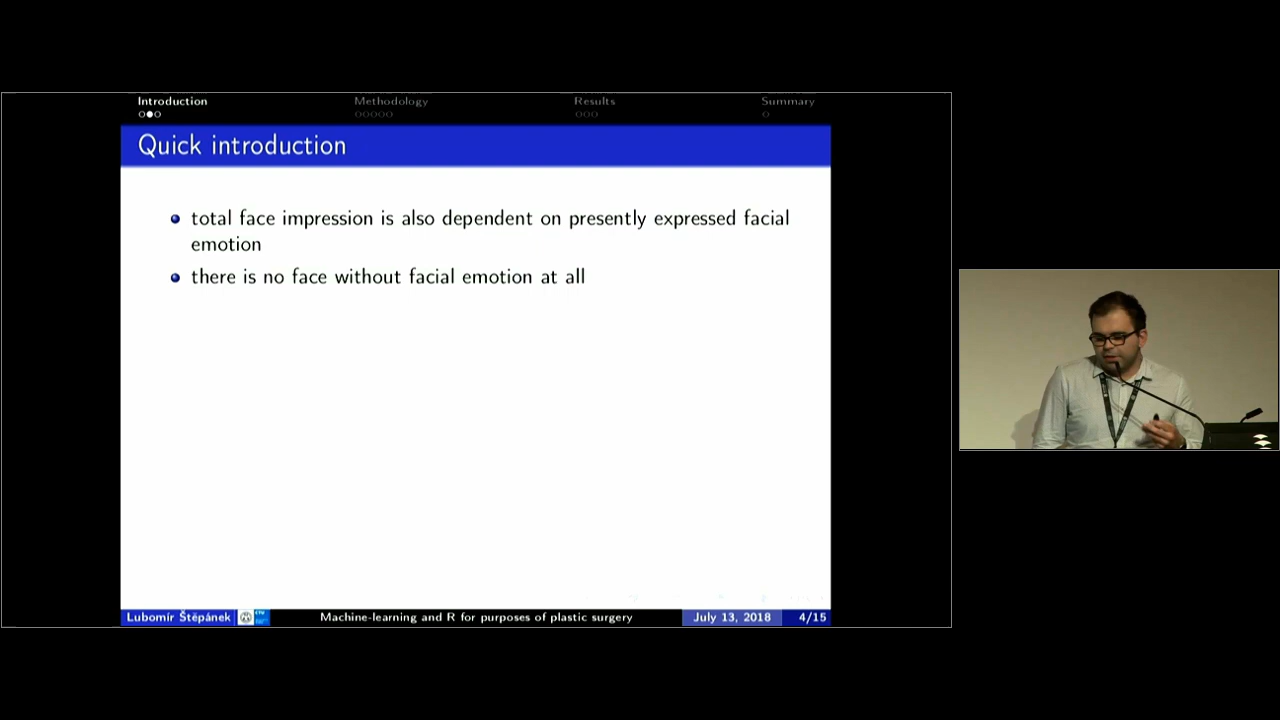 Introduction
Methodology
Results
Summary
Quick introduction
total face impression is also dependent on presently expressed facial
emotion
there is no face without facial emotion at all
Lubomír Štěpánek
Machine-learning and R for purposes of plastic surgery
July 13, 2018
4/15